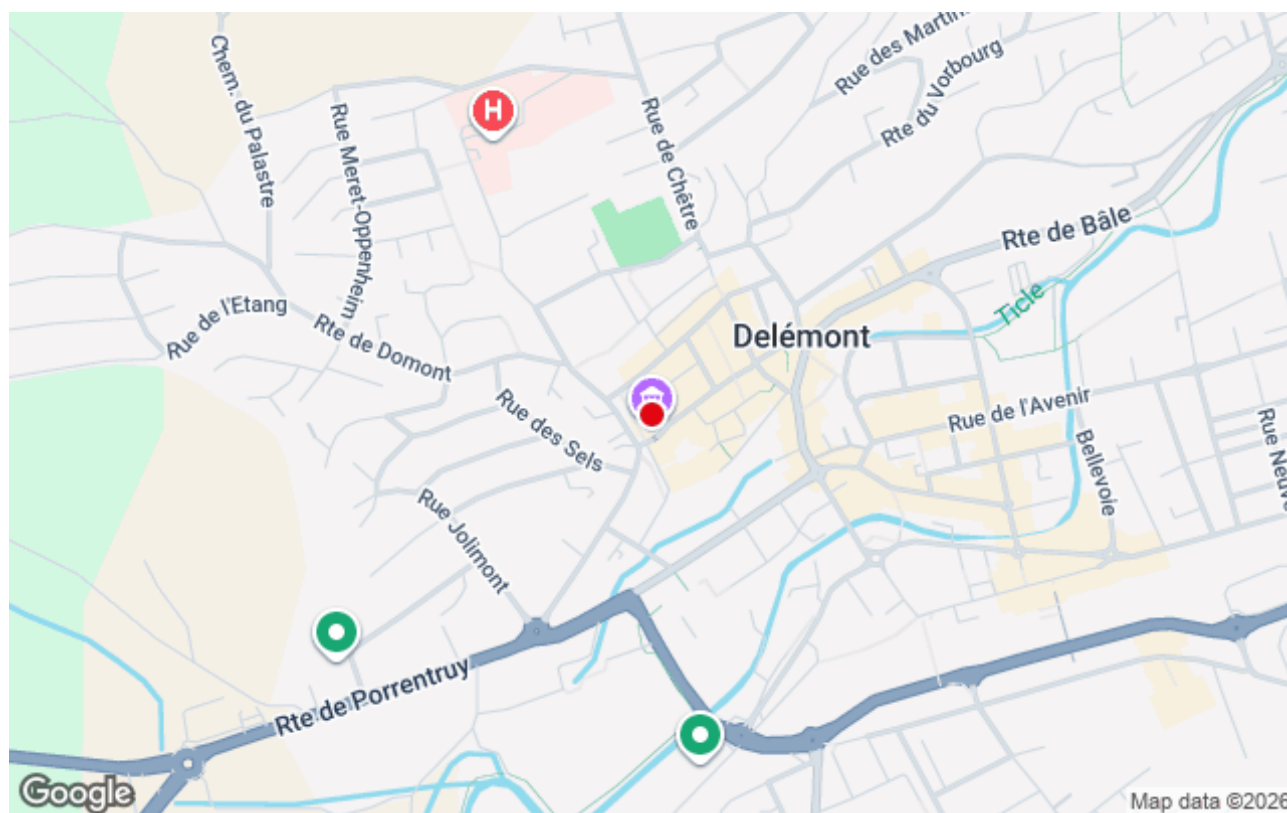 Rue des Martin
Chem. du Palastre
Rue Meret-Oppenheim
H
Rue de Chêtre
Rte du Vorbourg
Rte de Bâle
Ticle
Rue de l'Etang
Rte de Domont
Delémont
Rue de l'Avenir
Rue des Sels
Bellevoie
Rue Neuve
Rue Jolimont
Rte de Porrentruy
Google
Map data ©2026